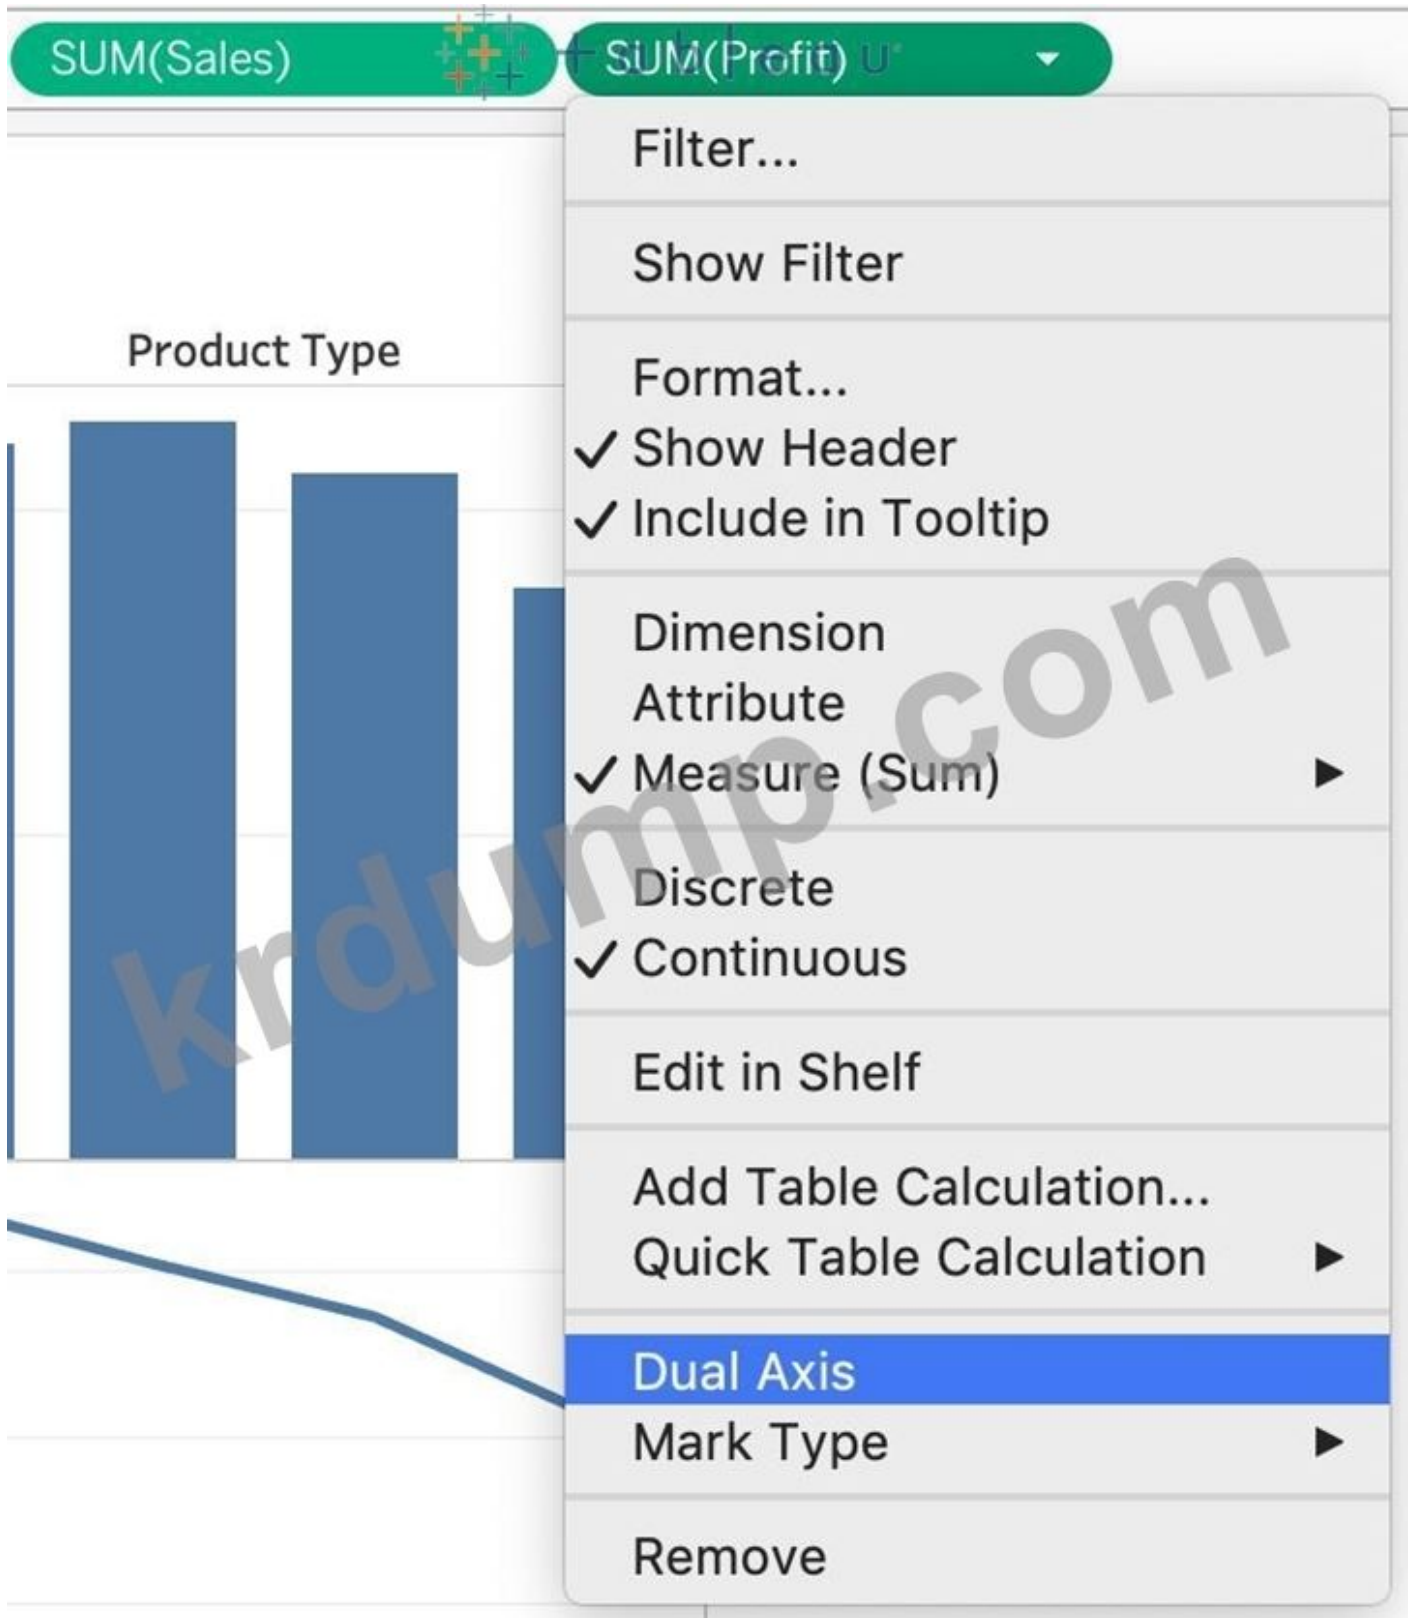 SUM(Sales)
SUM(Profit)
+ a b | e a u
Filter...
Show Filter
Product Type
Format...
Show Header
Include in Tooltip
Dimension
Attribute
Measure (Sum)
Discrete
Continuous
Edit in Shelf
Add Table Calculation...
Quick Table Calculation
Dual Axis
Mark Type
Remove
krdump.com